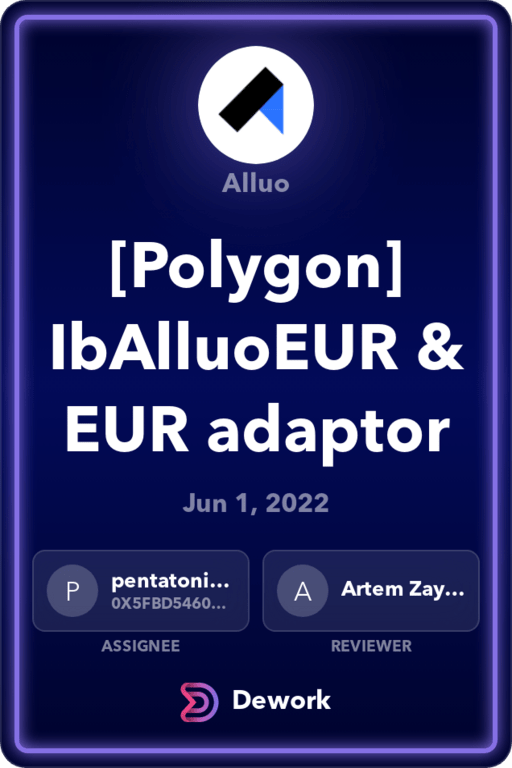 Alluo
[Polygon]
IbAlluoEUR &
EUR adaptor
Jun 1, 2022
P
pentatoni...
0X5FBD5460...
A
Artem Zay...
ASSIGNEE
REVIEWER
Dework